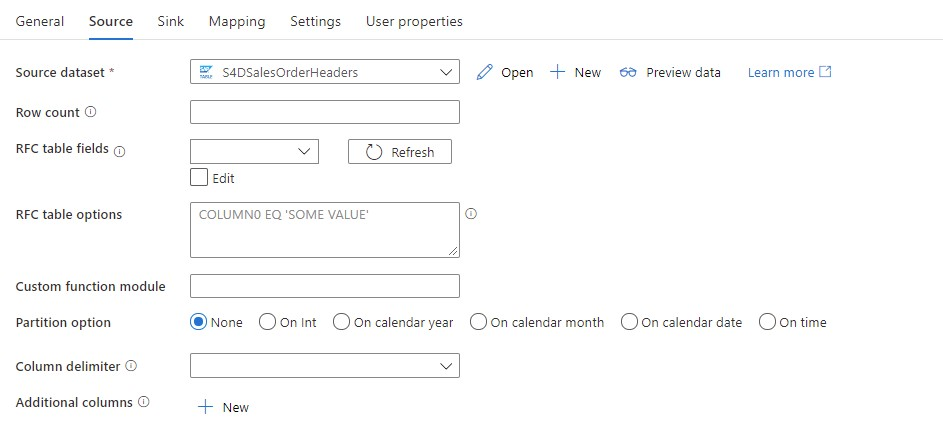 General Source Sink Mapping Settings User properties
Source dataset * SAP TABLE S4DSalesOrderHeaders Open New Preview data Learn more
Row count
RFC table fields Refresh
Edit
RFC table options COLUMN0 EQ 'SOME VALUE'
Custom function module
Partition option None On Int On calendar year On calendar month On calendar date On time
Column delimiter
Additional columns New